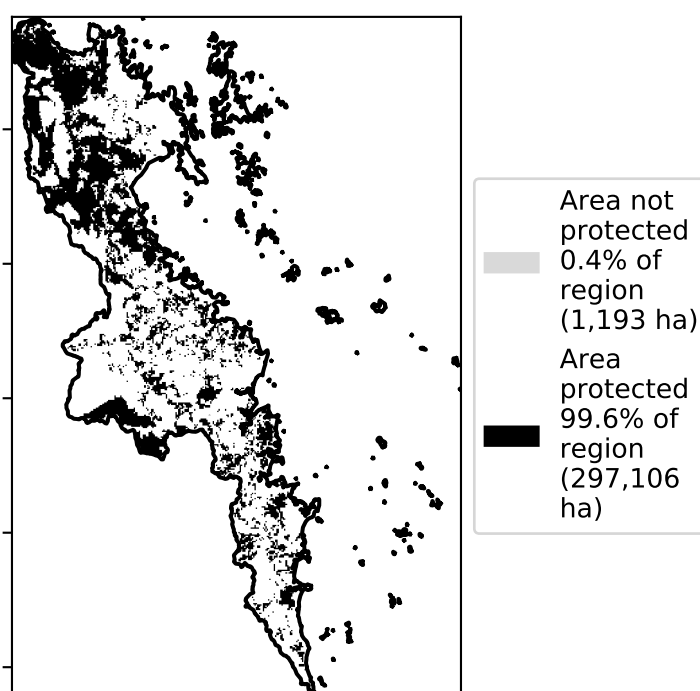 Area not
protected
0.4% of
region
(1,193 ha)
Area
protected
99.6% of
region
(297,106
ha)